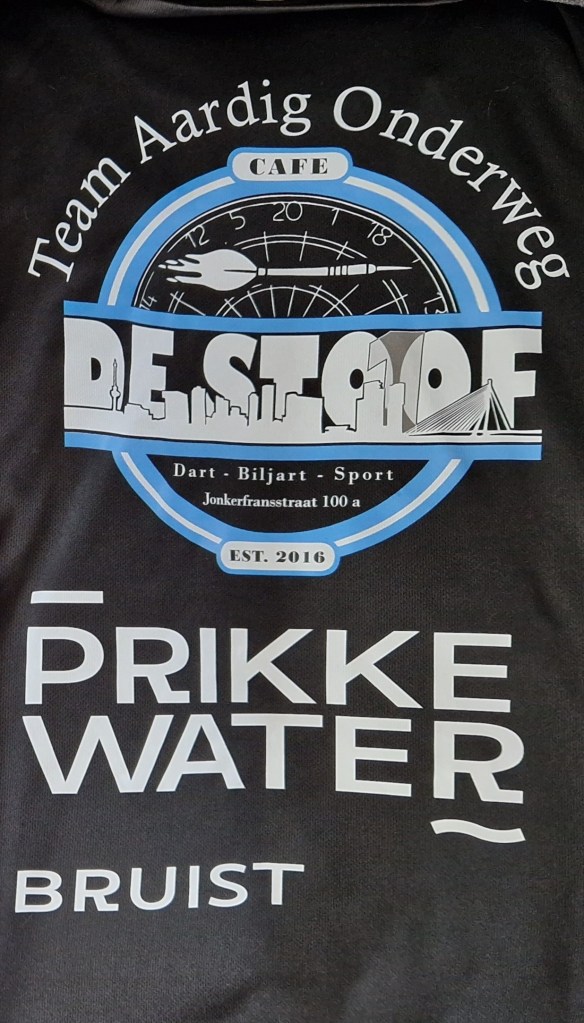 Team Aardig Onderweg
CAFE
14 12 5 20 1 18
DE STOOF
Dart - Biljart - Sport
Jonkerfransstraat 100 a
EST. 2016
PRIKKE
WATER
BRUIST